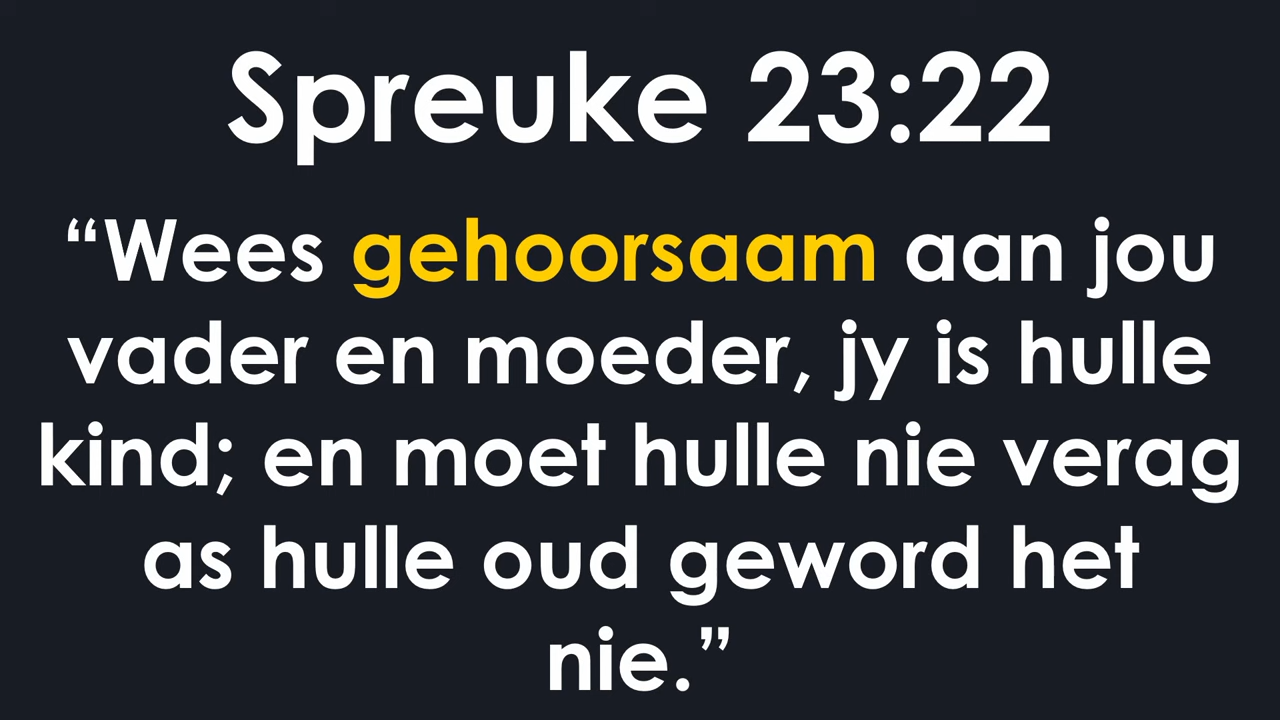 Spreuke 23:22
“Wees gehoorsaam aan jou
vader en moeder, jy is hulle
kind; en moet hulle nie verag
as hulle oud geword het
nie.”